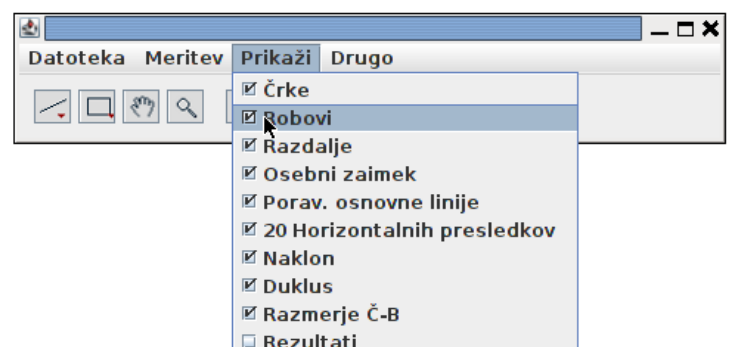 Datoteka Meritev Prikaži Drugo
Črke
Robovi
Razdalje
Osebni zaimek
Porav. osnovne linije
20 Horizontalnih presledkov
Naklon
Duklus
Razmerje Č-B
Rezultati